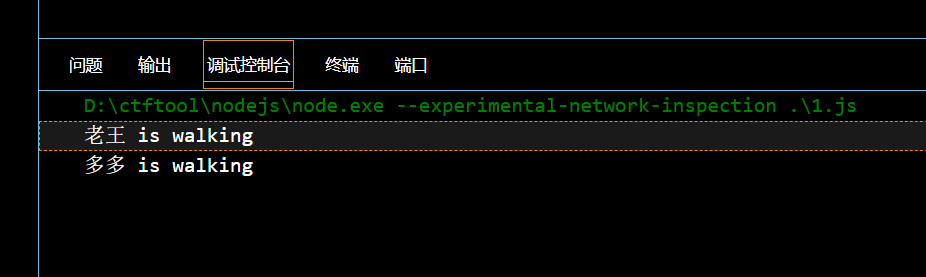 问题 输出 调试控制台 终端 端口
D:\ctftool\nodejs\node.exe --experimental-network-inspection .\1.js
老王 is walking
多多 is walking